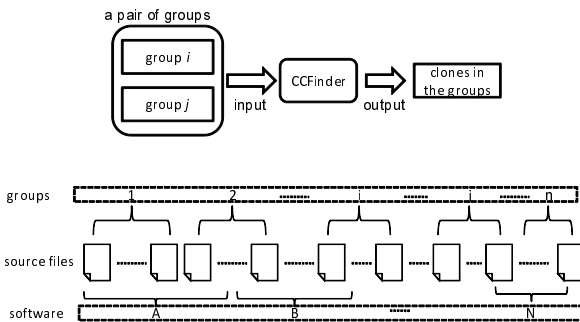 a pair of groups
group i
group j
input
CCFinder
output
clones in
the groups
groups 1 2 ........ i ........ j ........ n
source files
software A B ...... N